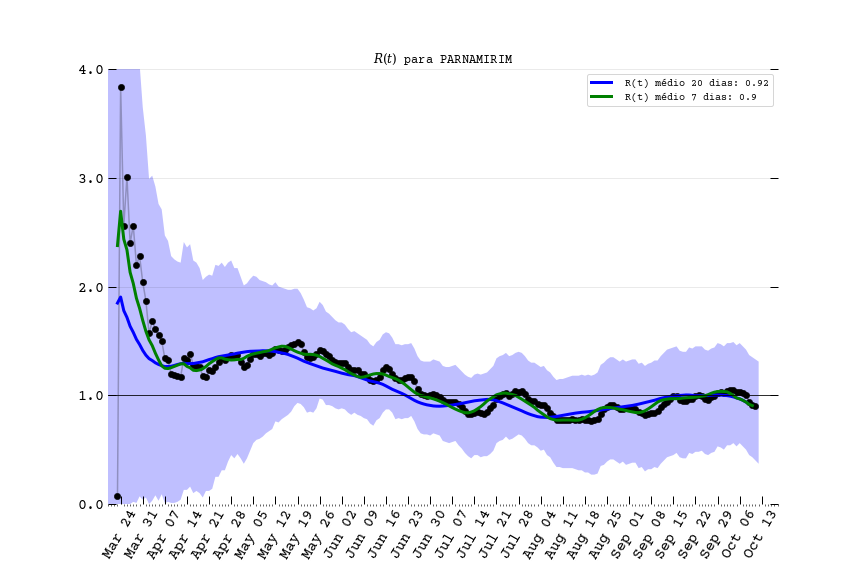 R(t) para PARNAMIRIM
R(t) médio 20 dias: 0.92
R(t) médio 7 dias: 0.9
4.0
3.0
2.0
1.0
0.0
Mar 24
Mar 31
Apr 07
Apr 14
Apr 21
Apr 28
May 05
May 12
May 19
May 26
Jun 02
Jun 09
Jun 16
Jun 23
Jun 30
Jul 07
Jul 14
Jul 21
Jul 28
Aug 04
Aug 11
Aug 18
Aug 25
Sep 01
Sep 08
Sep 15
Sep 22
Sep 29
Oct 06
Oct 13